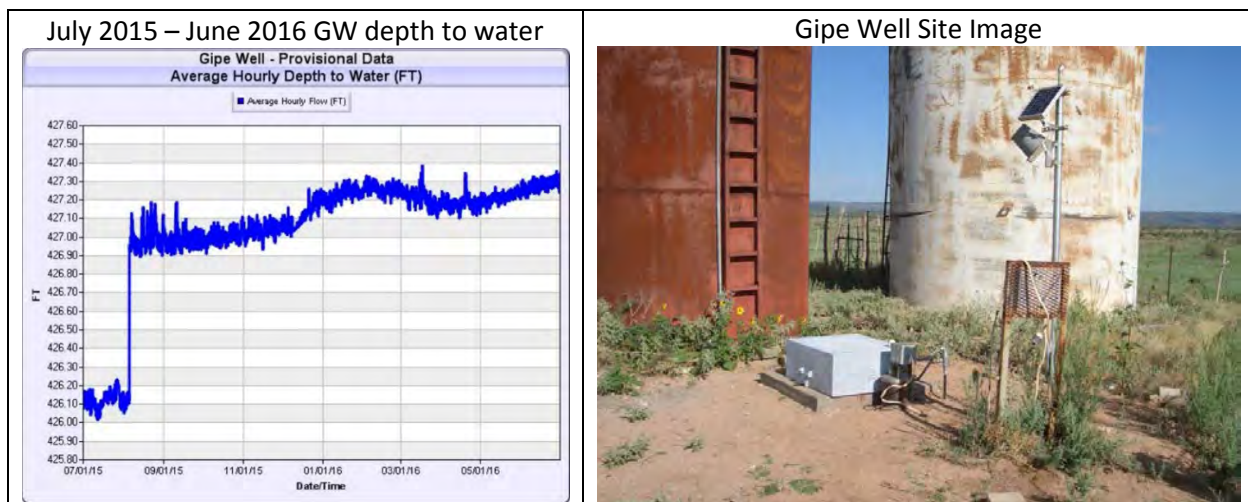 July 2015 – June 2016 GW depth to water
Gipe Well - Provisional Data
Average Hourly Depth to Water (FT)
Average Hourly Flow (FT)
427.60
427.50
427.40
427.30
427.20
427.10
427.00
426.90
426.80
426.70
426.60
426.50
426.40
426.30
426.20
426.10
426.00
425.90
425.80
FT
07/01/15 09/01/15 11/01/15 01/01/16 03/01/16 05/01/16
Date/Time
Gipe Well Site Image